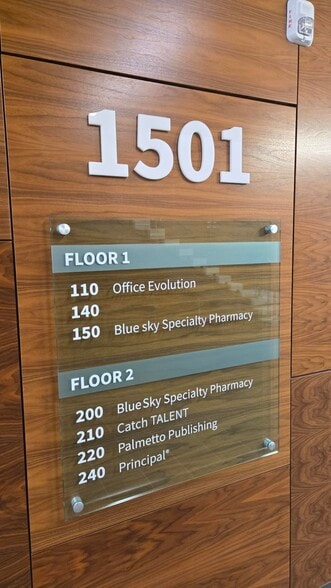 1501
FLOOR 1
110 Office Evolution
140
150 Blue sky Specialty Pharmacy
FLOOR 2
200 Blue Sky Specialty Pharmacy
210 Catch TALENT
220 Palmetto Publishing
240 Principal®
FIRE